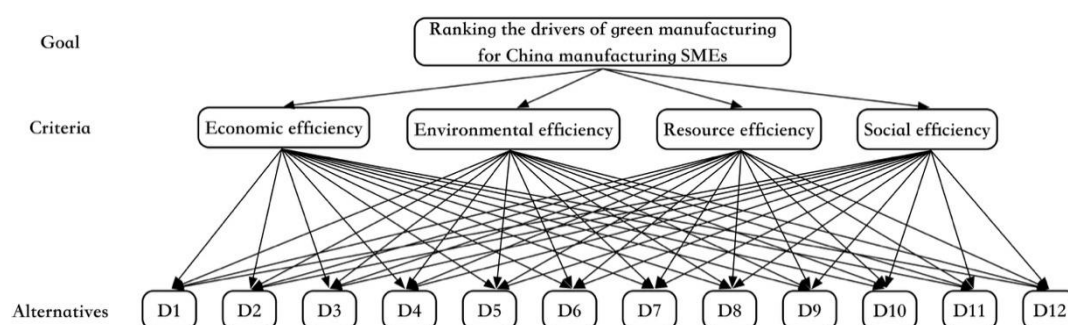 Goal
Ranking the drivers of green manufacturing
for China manufacturing SMEs
Criteria
Economic efficiency
Environmental efficiency
Resource efficiency
Social efficiency
Alternatives
D1
D2
D3
D4
D5
D6
D7
D8
D9
D10
D11
D12